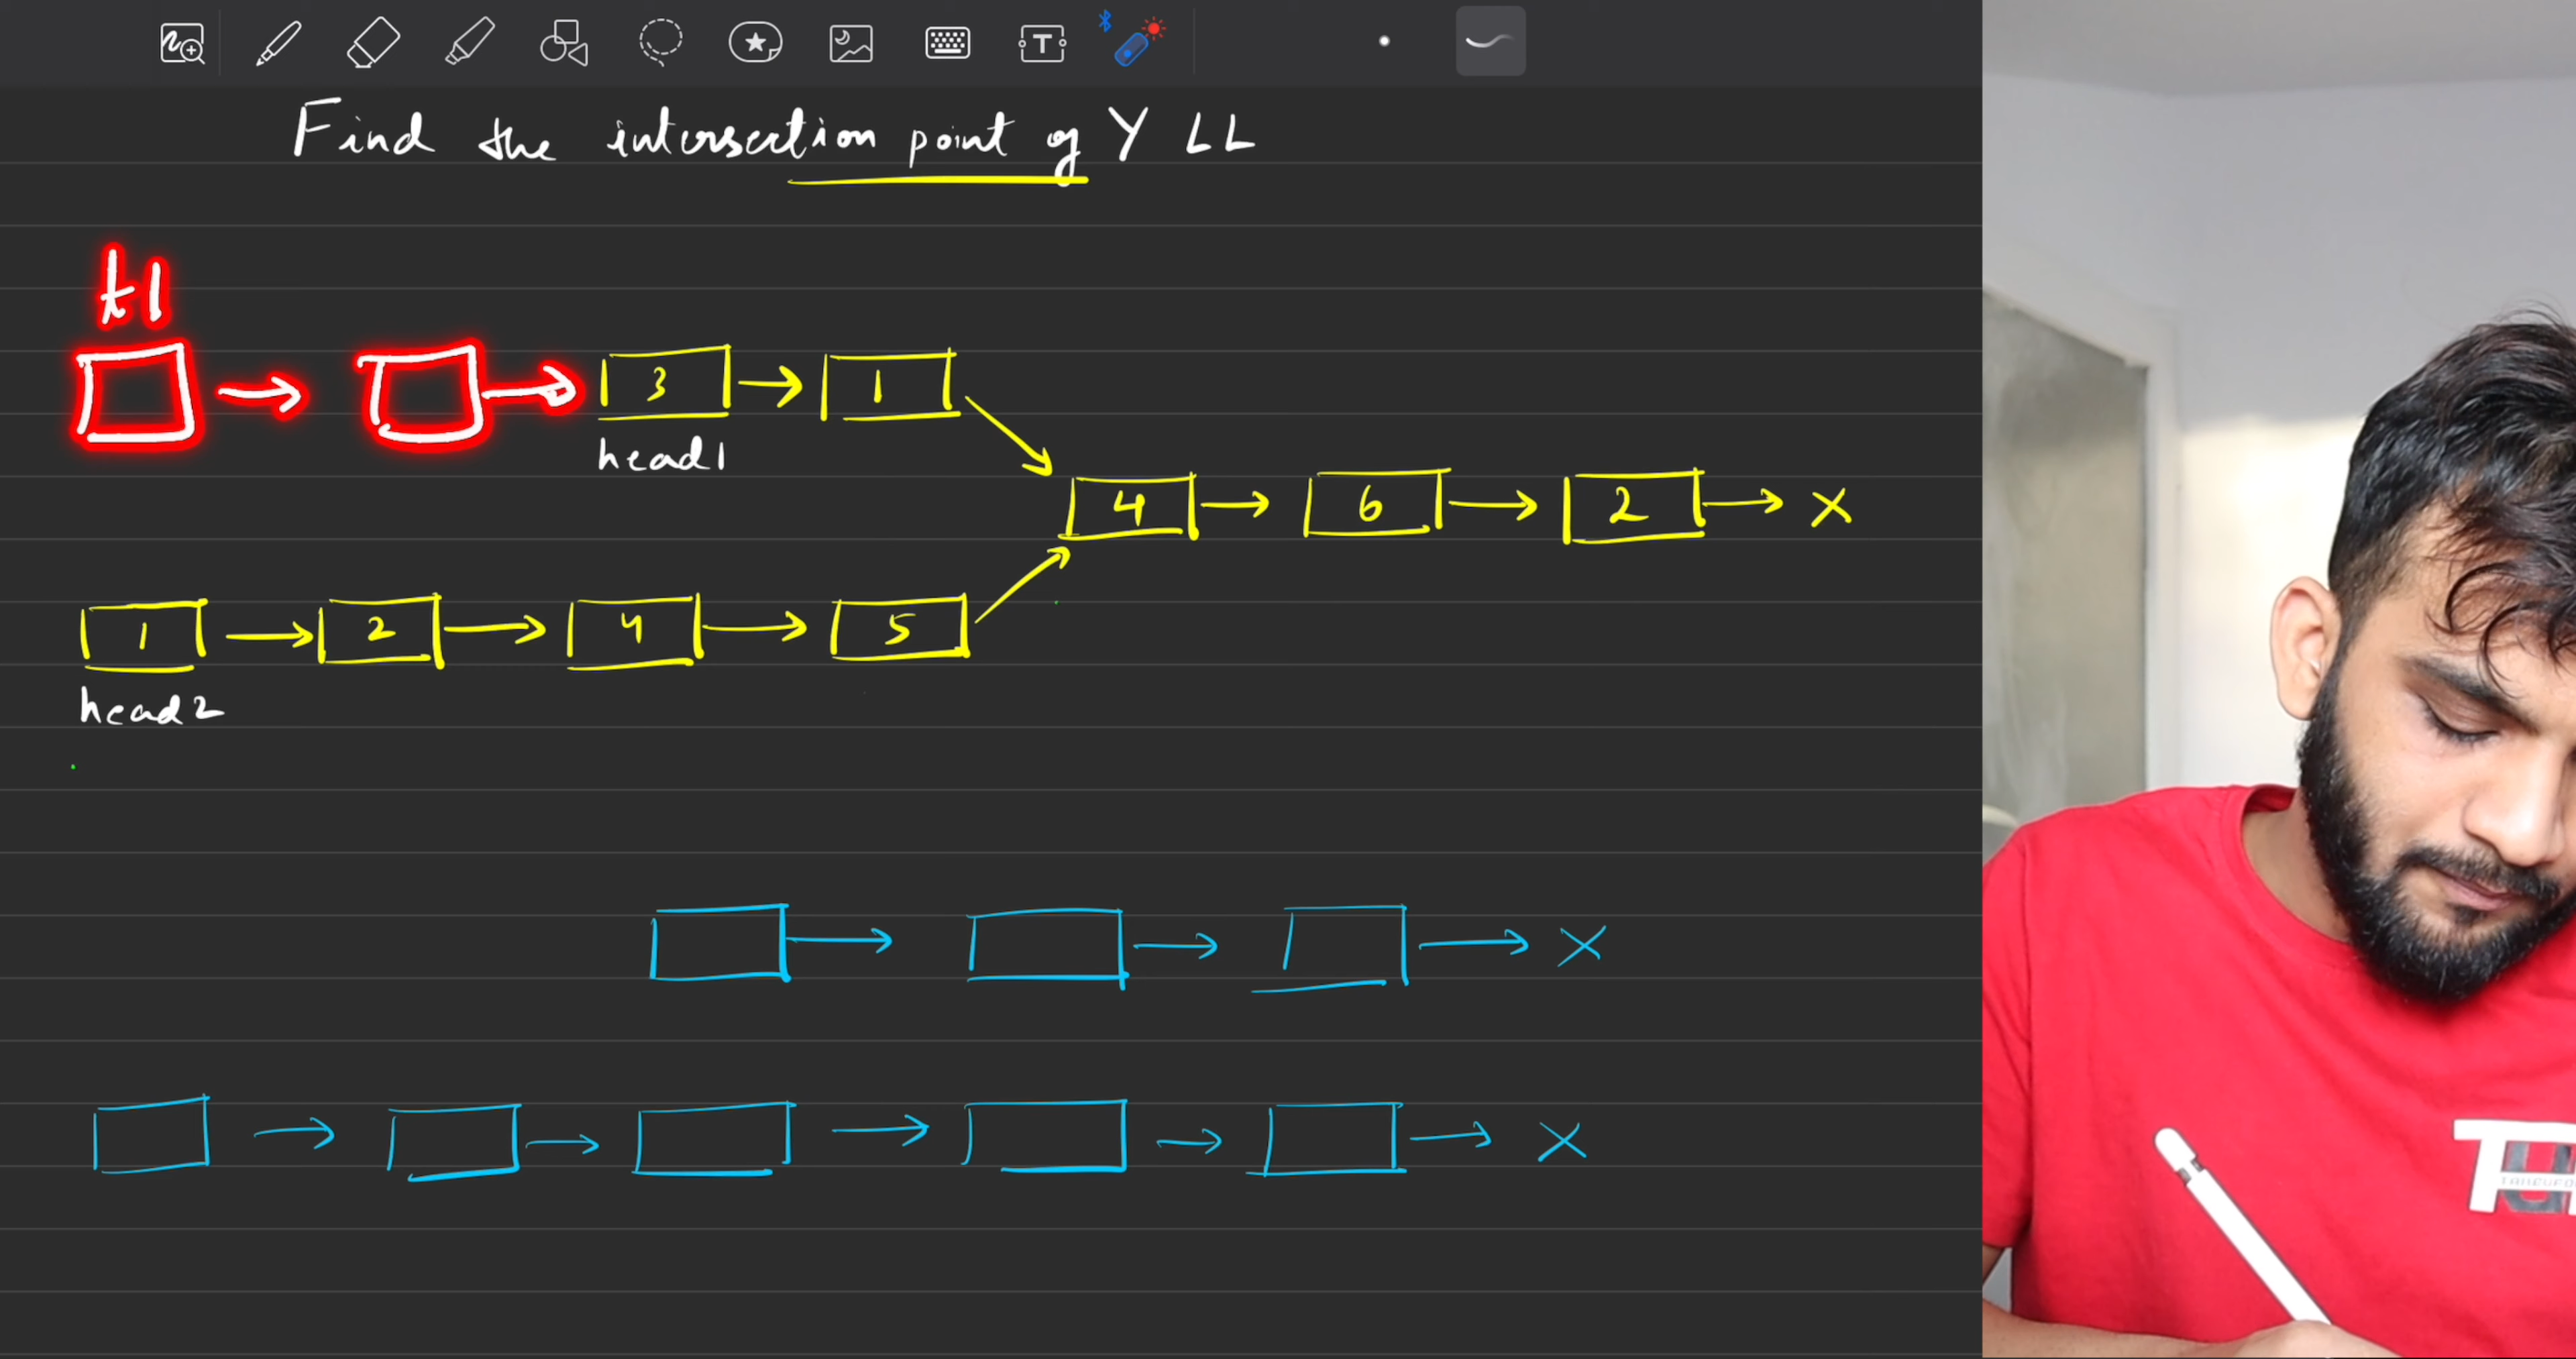 Find the intersection point of Y LL
t1
3 → 1
head1
4 → 6 → 2 → X
1 → 2 → 4 → 5
head2
X
X